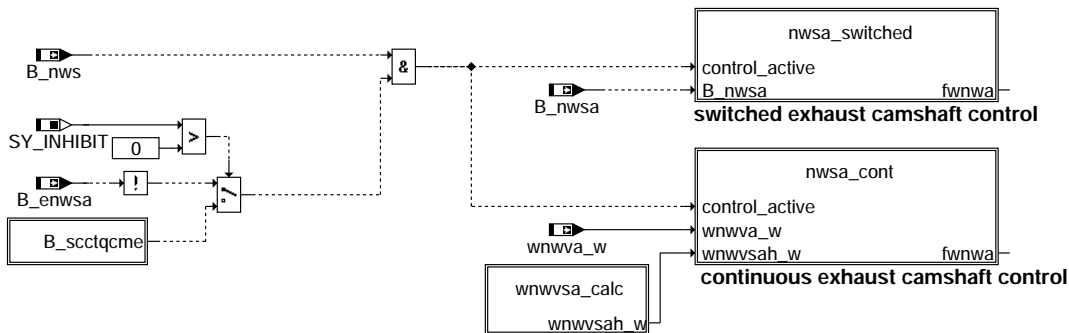 nwsa_switched
B_nws
&
control_active
B_nwsa
B_nwsa
fwnwa
switched exhaust camshaft control
SY_INHIBIT
0
>
nwsa_cont
B_enwsa
!
control_active
B_scctqcme
wnwva_w
wnwva_w
wnwvsah_w
fwnwa
continuous exhaust camshaft control
wnwvsa_calc
wnwvsah_w